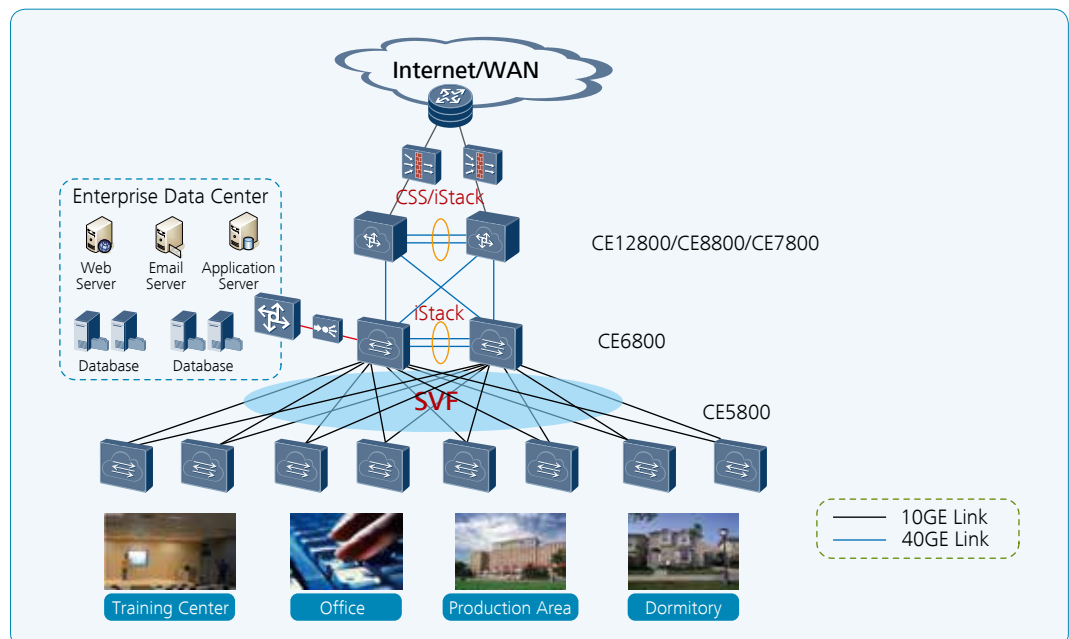 Internet/WAN
CSS/iStack
Enterprise Data Center
Web
Server
Email
Server
Application
Server
CE12800/CE8800/CE7800
iStack
CE6800
Database
Database
SVF
CE5800
10GE Link
40GE Link
Training Center
Office
Production Area
Dormitory